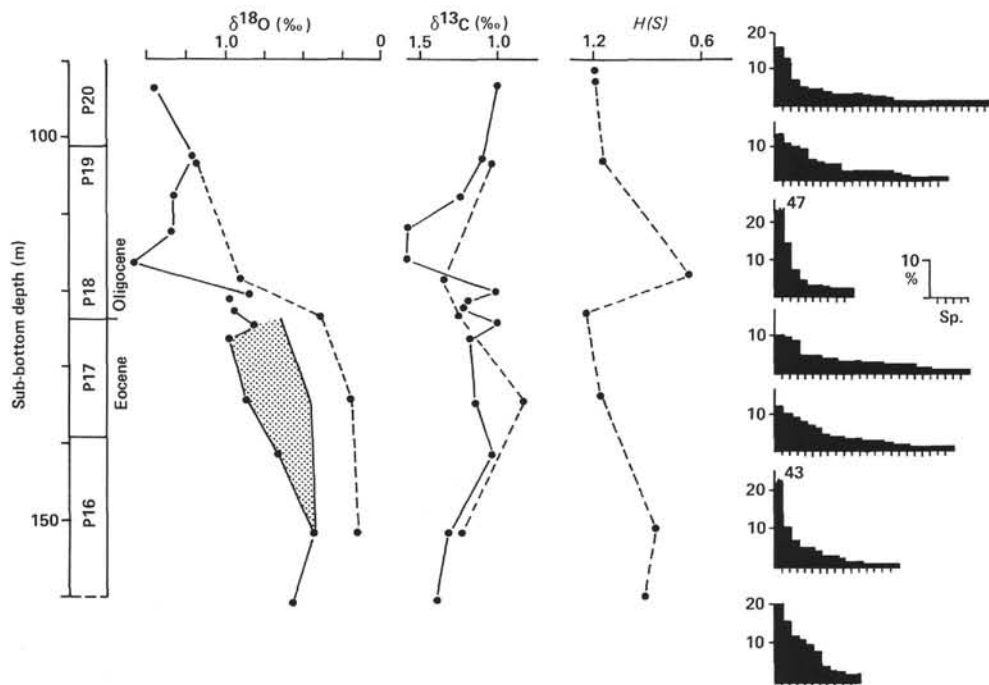 δ18O (‰)
1.0 0
δ13C (‰)
1.5 1.0
H(S)
1.2 0.6
Sub-bottom depth (m)
100
150
P20
P19
P18
P17
P16
Oligocene
Eocene
20
10
10
47
20
10
10
%
Sp.
10
10
43
20
10
20
10